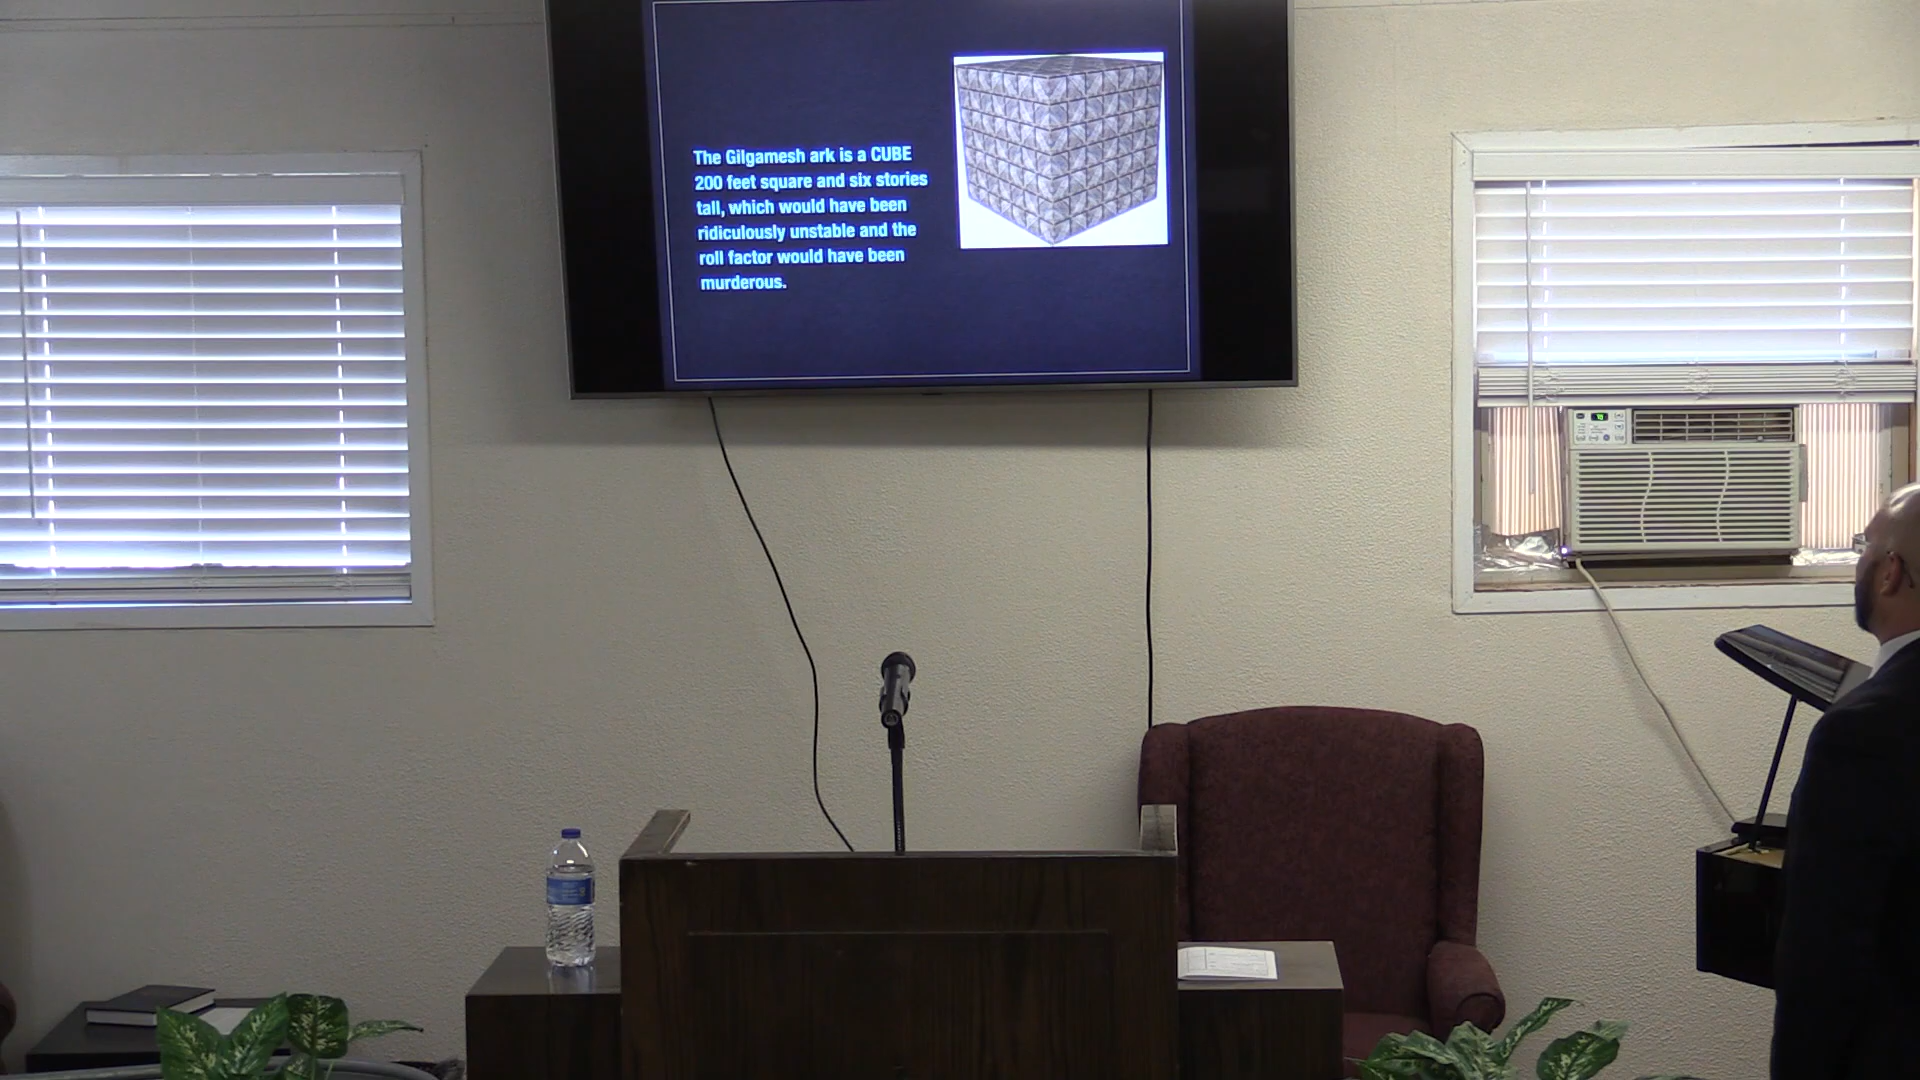 The Gilgamesh ark is a CUBE
200 feet square and six stories
tall, which would have been
ridiculously unstable and the
roll factor would have been
murderous.